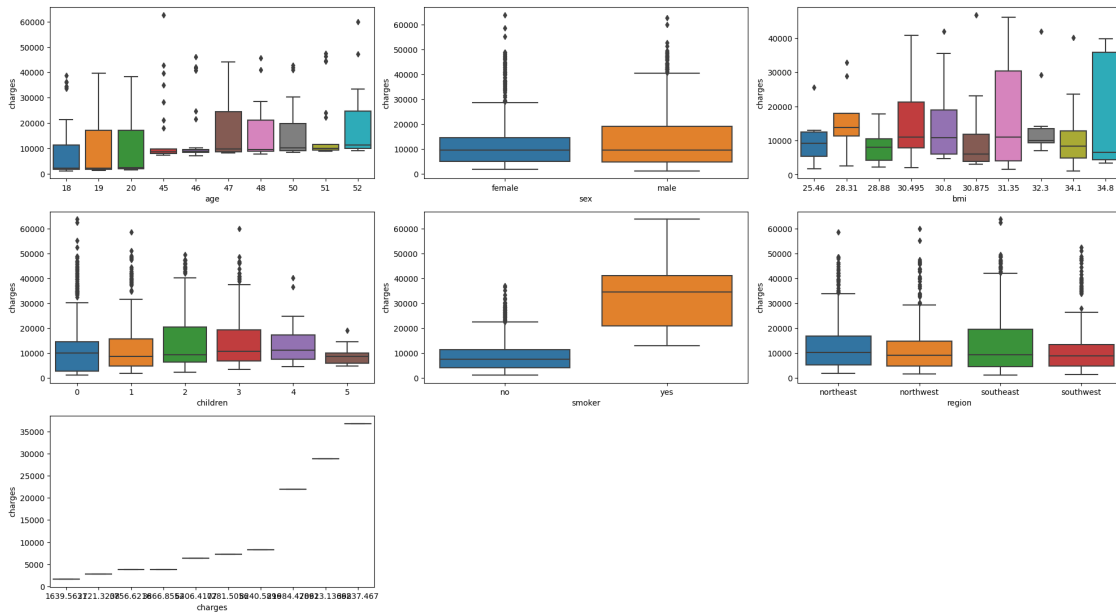 60000
50000
40000
30000
20000
10000
0
charges
18 19 20 45 46 47 48 50 51 52
age
60000
50000
40000
30000
20000
10000
0
charges
female male
sex
40000
30000
20000
10000
0
charges
25.46 28.31 28.88 30.495 30.8 30.875 31.35 32.3 34.1 34.8
bmi
60000
50000
40000
30000
20000
10000
0
charges
0 1 2 3 4 5
children
60000
50000
40000
30000
20000
10000
0
charges
no yes
smoker
60000
50000
40000
30000
20000
10000
0
charges
northeast northwest southeast southwest
region
35000
30000
25000
20000
15000
10000
5000
0
charges
charges